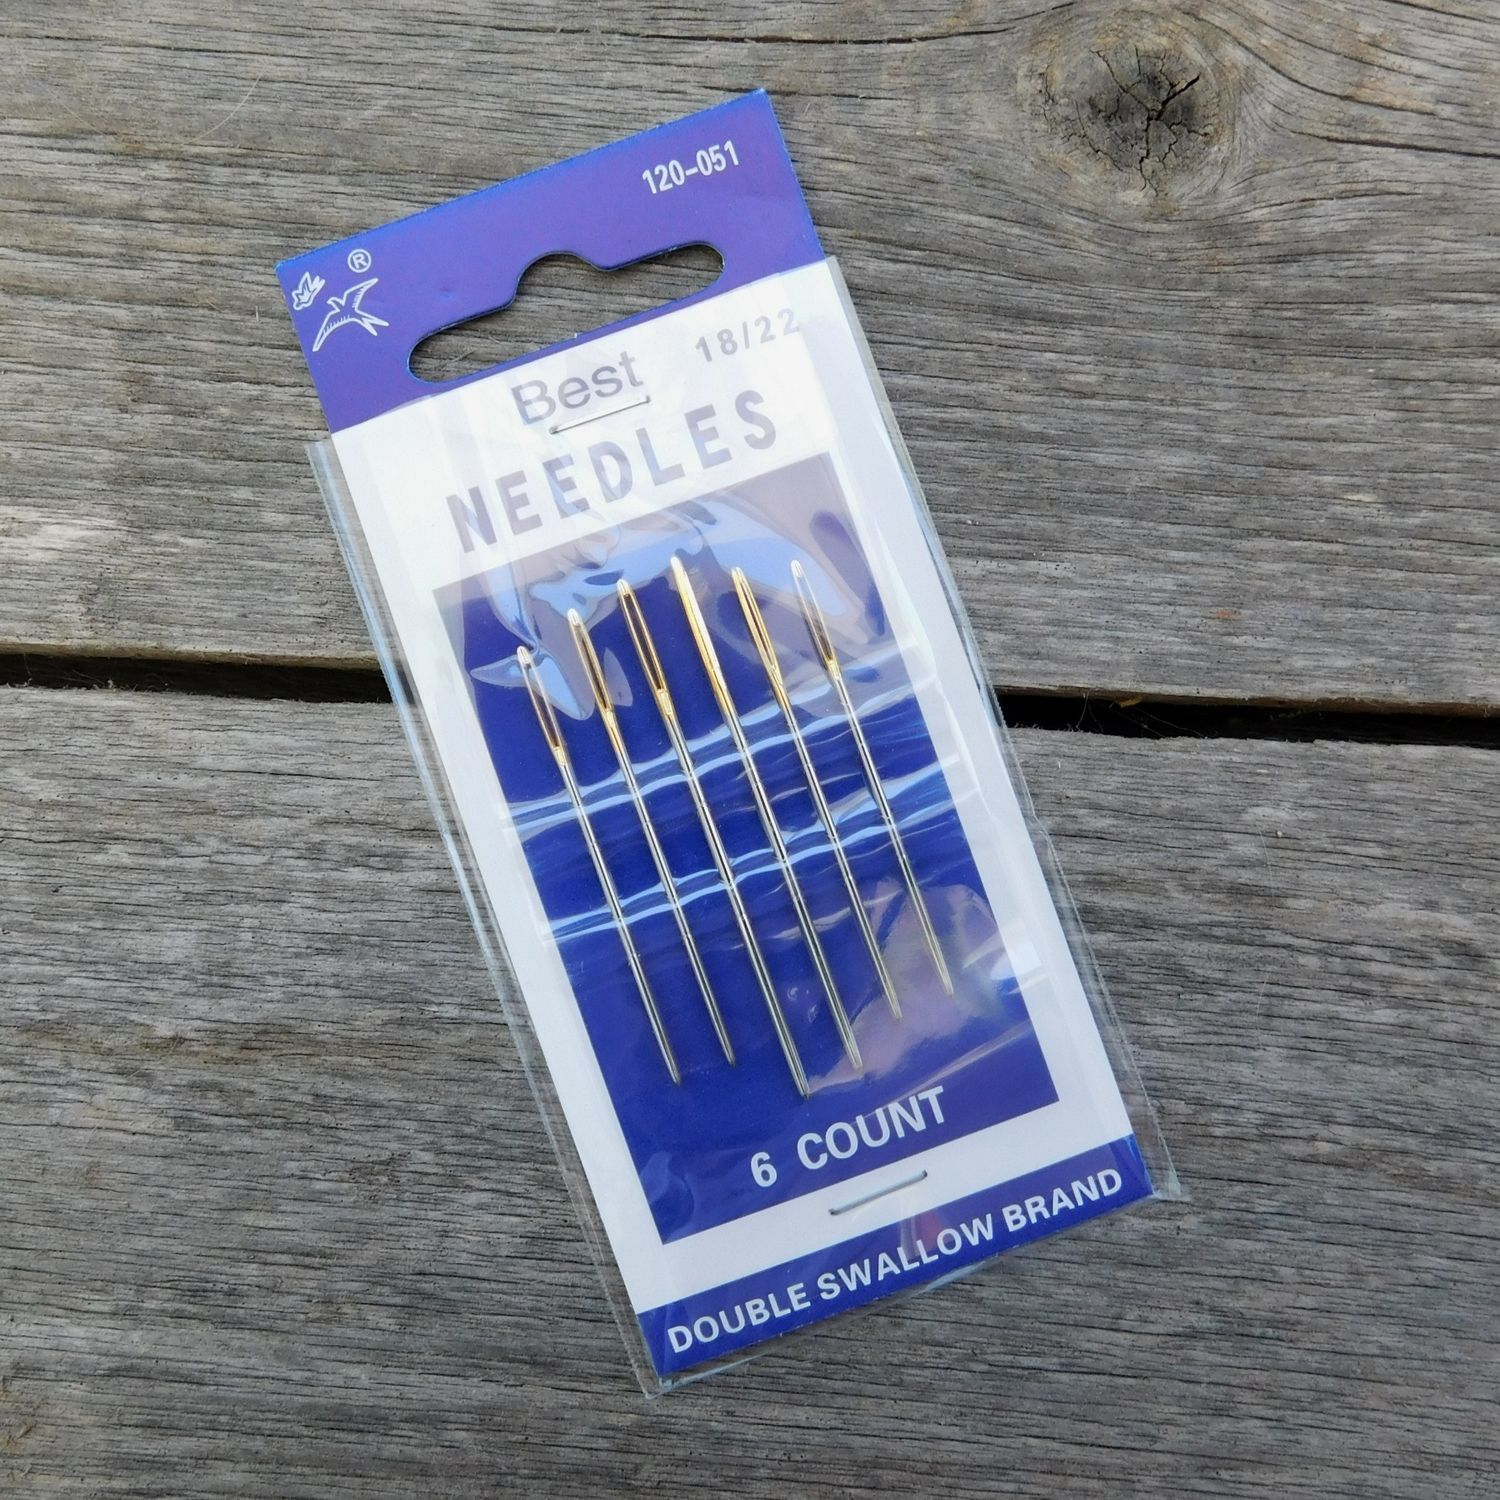 120-051
®
Best 18/22
NEEDLES
6 COUNT
DOUBLE SWALLOW BRAND